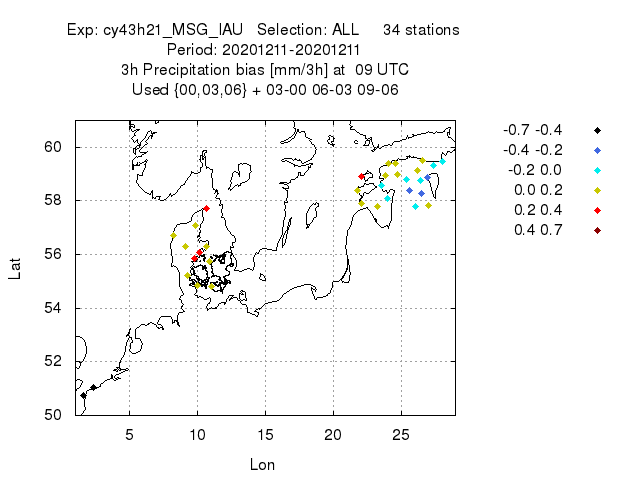 Exp: cy43h21_MSG_IAU   Selection: ALL     34 stations
Period: 20201211-20201211
3h Precipitation bias [mm/3h] at  09 UTC
Used {00,03,06} + 03-00 06-03 09-06
-0.7 -0.4
-0.4 -0.2
-0.2 0.0
0.0 0.2
0.2 0.4
0.4 0.7
60
58
56
54
52
50
Lat
5 10 15 20 25
Lon